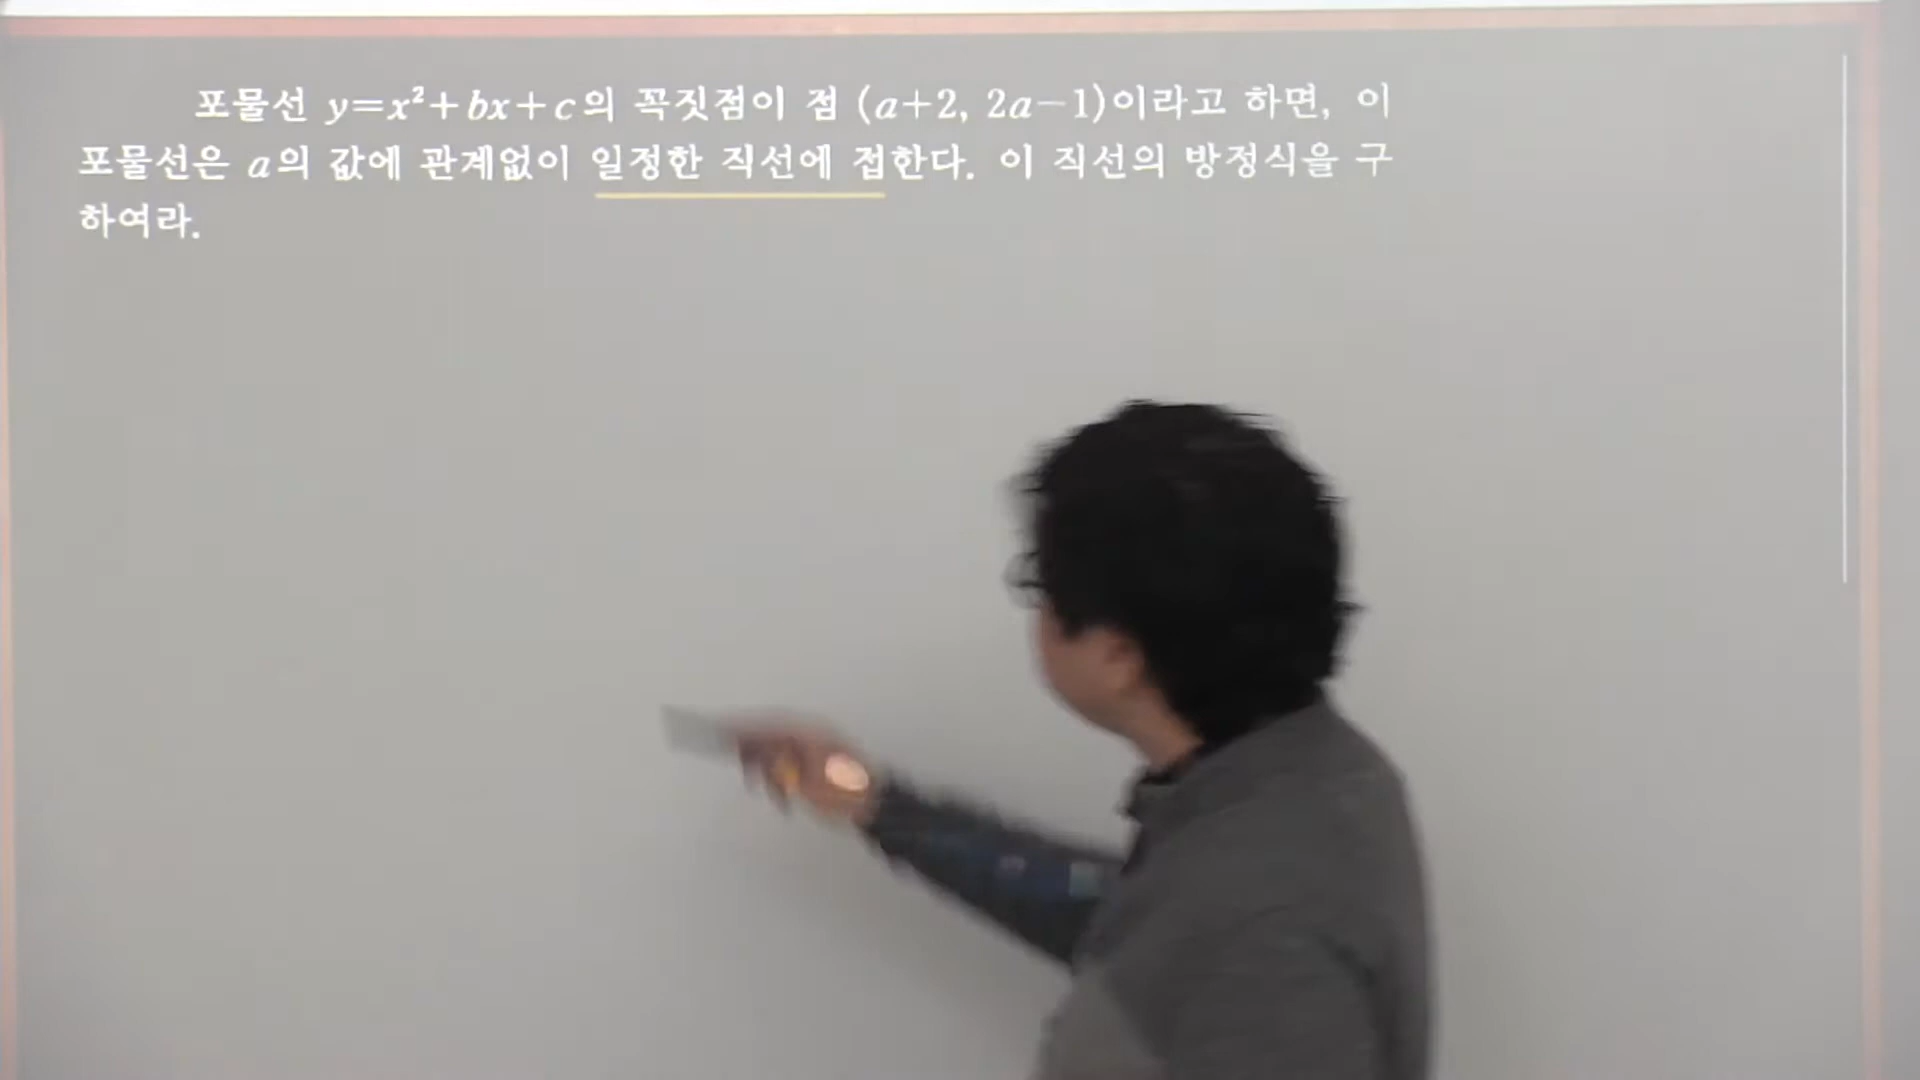 포물선 y=x²+bx+c의 꼭짓점이 점 (a+2, 2a−1)이라고 하면, 이
포물선은 a의 값에 관계없이 일정한 직선에 접한다. 이 직선의 방정식을 구
하여라.